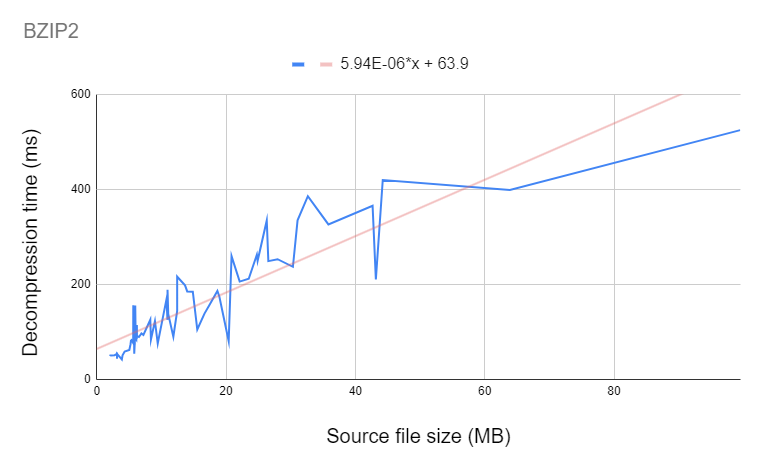 BZIP2
5.94E-06*x + 63.9
Decompression time (ms)
600
400
200
0
0 20 40 60 80
Source file size (MB)